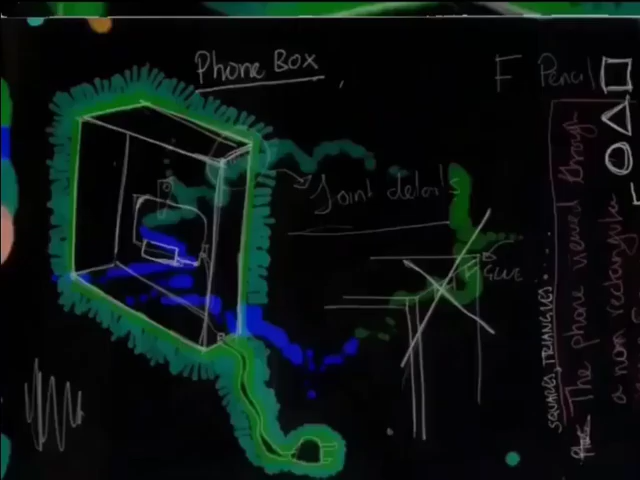 Phone Box
F Pencil
Joint details
GLUE
SQUARES, TRIANGLES
The phone viewed through
a non rectangular